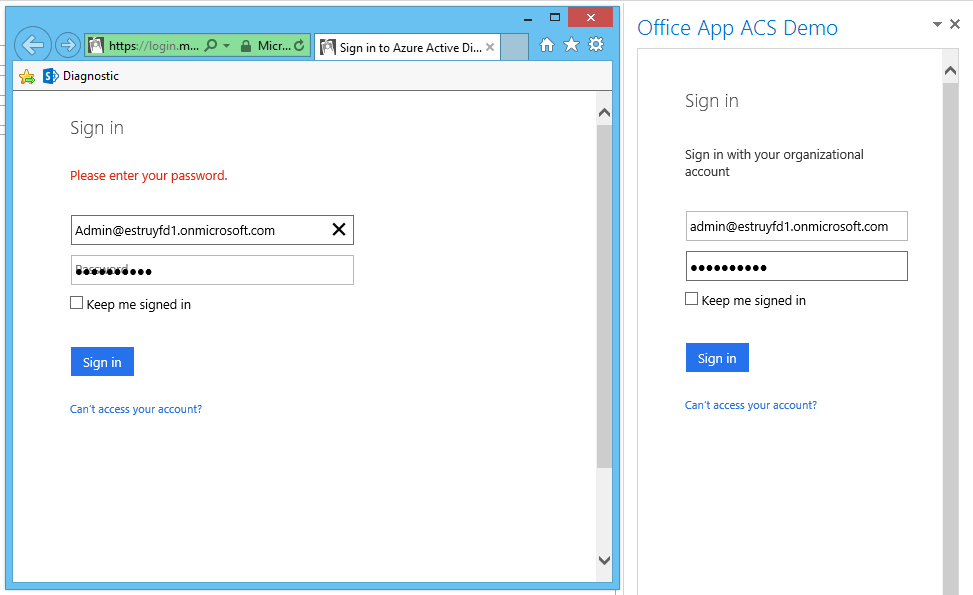 https://login.m...
Micr...
Sign in to Azure Active Di...
Diagnostic
Sign in
Please enter your password.
Admin@estruyfd1.onmicrosoft.com
Password
●●●●●●●●●●
Keep me signed in
Sign in
Can't access your account?
Office App ACS Demo
Sign in
Sign in with your organizational
account
admin@estruyfd1.onmicrosoft.com
●●●●●●●●●●
Keep me signed in
Sign in
Can't access your account?